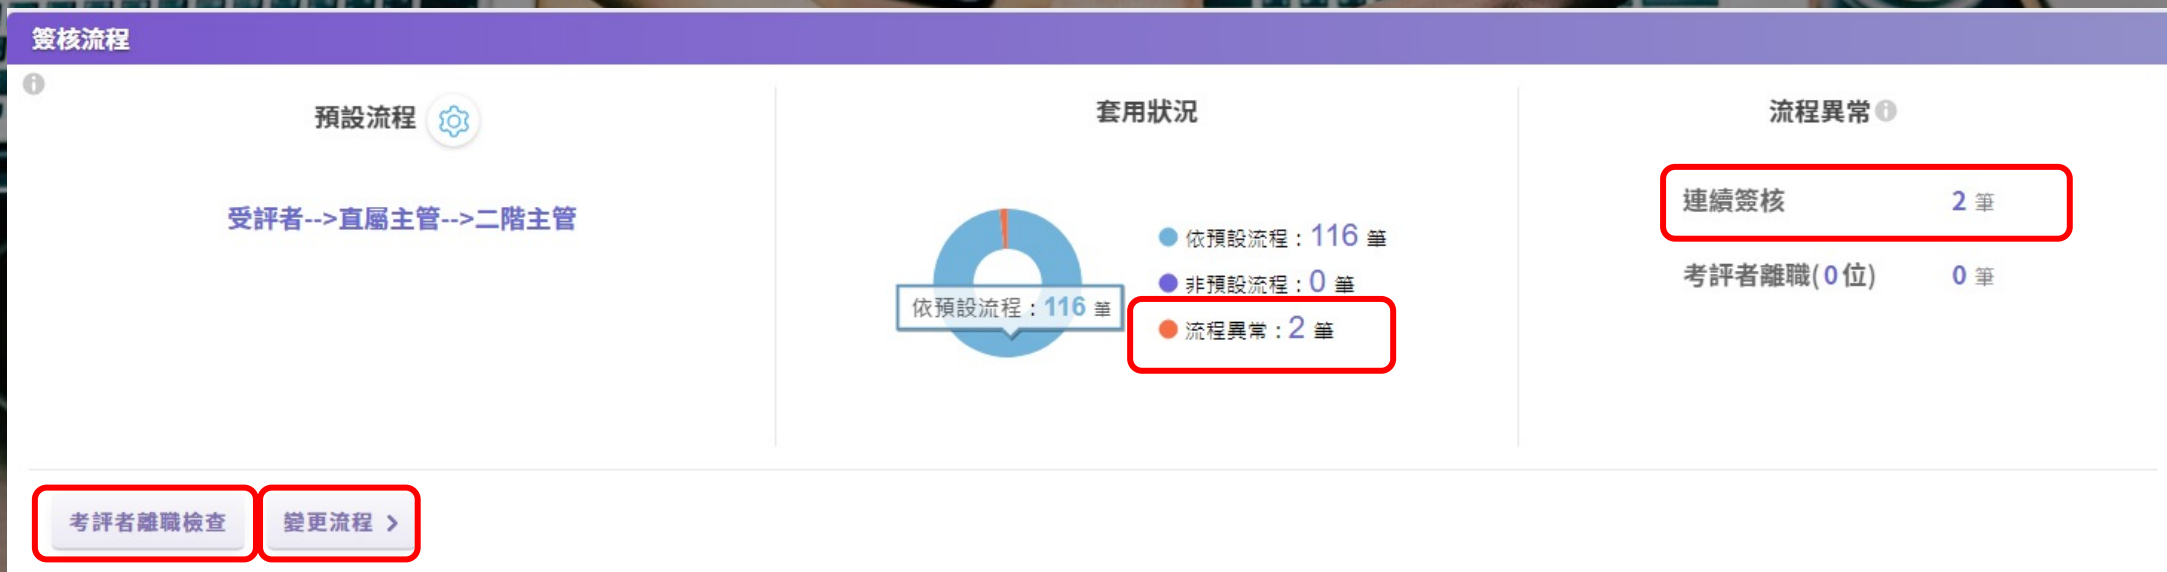 簽核流程
預設流程
受評者-->直屬主管-->二階主管
套用狀況
依預設流程：116 筆
非預設流程：0 筆
流程異常：2 筆
依預設流程：116 筆
流程異常
連續簽核 2 筆
考評者離職(0位) 0 筆
考評者離職檢查
變更流程 >